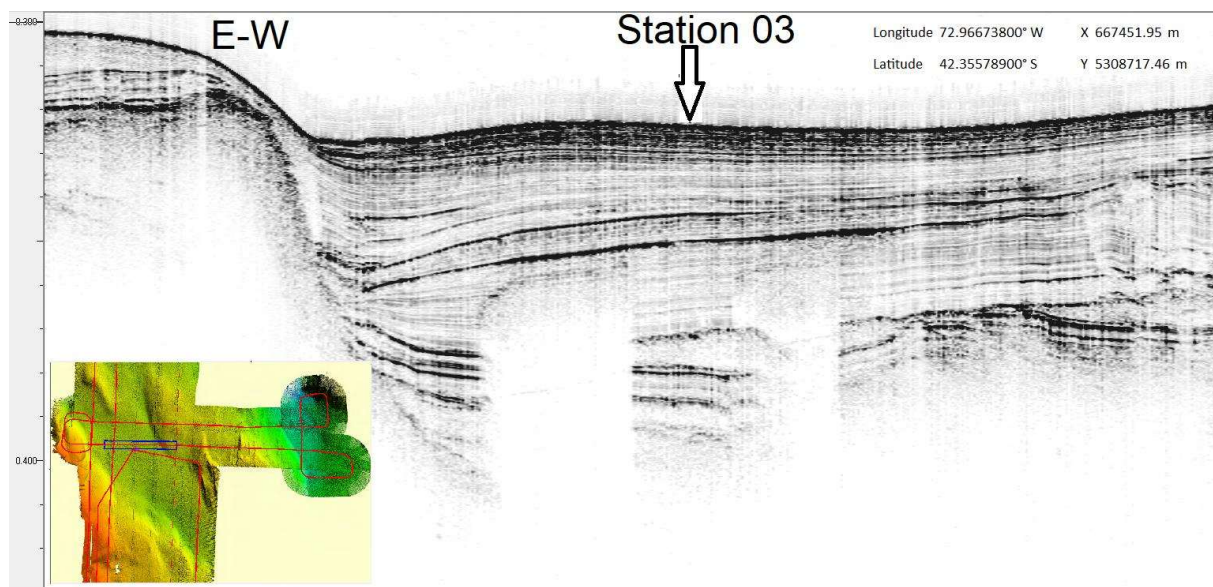 0.300
E-W
Station 03
Longitude 72.96673800° W X 667451.95 m
Latitude 42.35578900° S Y 5308717.46 m
0.400